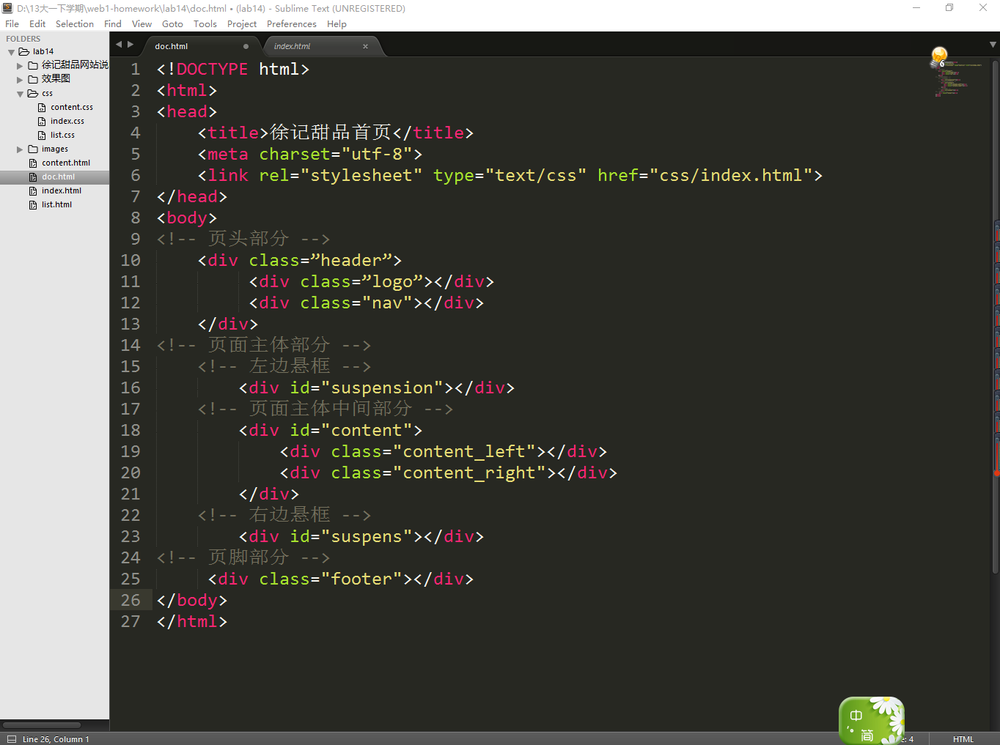 D:\13大一下学期\web1-homework\lab14\doc.html • (lab14) - Sublime Text (UNREGISTERED)
File Edit Selection Find View Goto Tools Project Preferences Help
FOLDERS
lab14
徐记甜品网站说
效果图
css
content.css
index.css
list.css
images
content.html
doc.html
index.html
list.html
doc.html
index.html
6
1 <!DOCTYPE html>
2 <html>
3 <head>
4 <title>徐记甜品首页</title>
5 <meta charset="utf-8">
6 <link rel="stylesheet" type="text/css" href="css/index.html">
7 </head>
8 <body>
9 <!-- 页头部分 -->
10 <div class=”header”>
11 <div class=”logo”></div>
12 <div class="nav"></div>
13 </div>
14 <!-- 页面主体部分 -->
15 <!-- 左边悬框 -->
16 <div id="suspension"></div>
17 <!-- 页面主体中间部分 -->
18 <div id="content">
19 <div class="content_left"></div>
20 <div class="content_right"></div>
21 </div>
22 <!-- 右边悬框 -->
23 <div id="suspens"></div>
24 <!-- 页脚部分 -->
25 <div class="footer"></div>
26 </body>
27 </html>
中
简
Line 26, Column 1
: 4
HTML